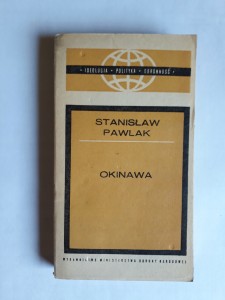 IDEOLOGIA • POLITYKA • OBRONNOŚĆ
STANISŁAW
PAWLAK
OKINAWA
WYDAWNICTWO MINISTERSTWA OBRONY NARODOWEJ